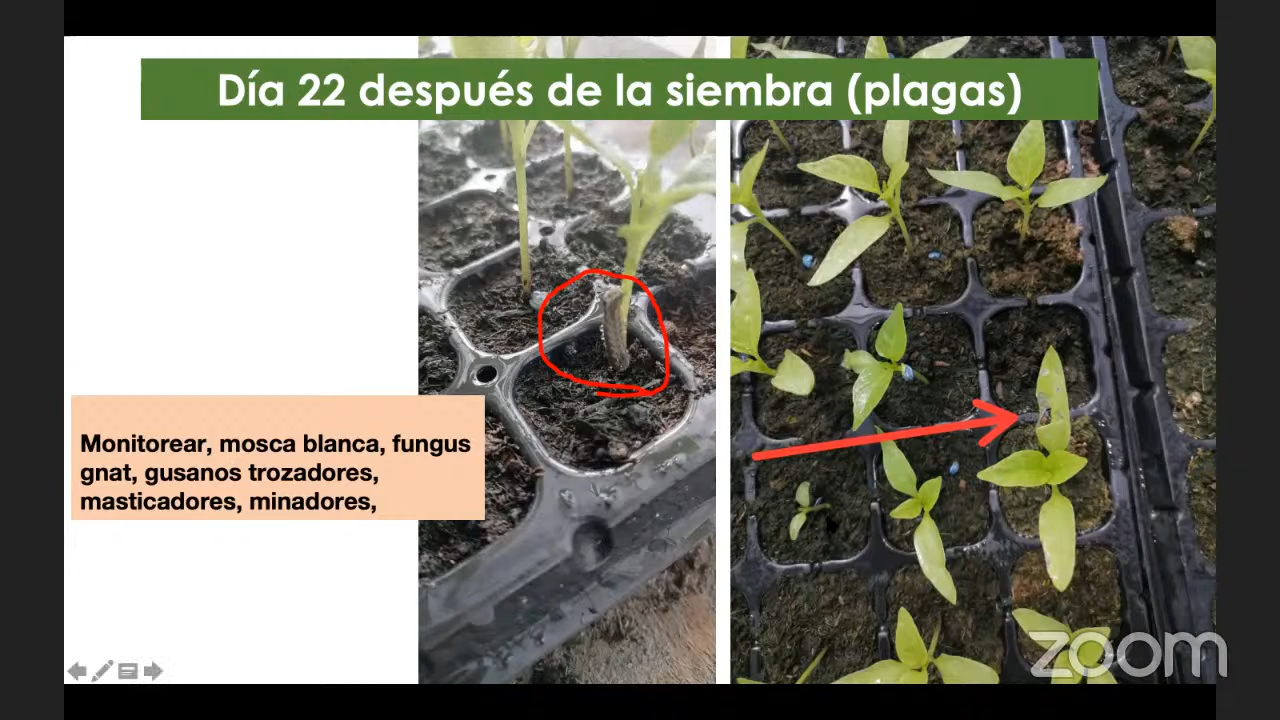 Día 22 después de la siembra (plagas)
Monitorear, mosca blanca, fungus
gnat, gusanos trozadores,
masticadores, minadores,
zoom